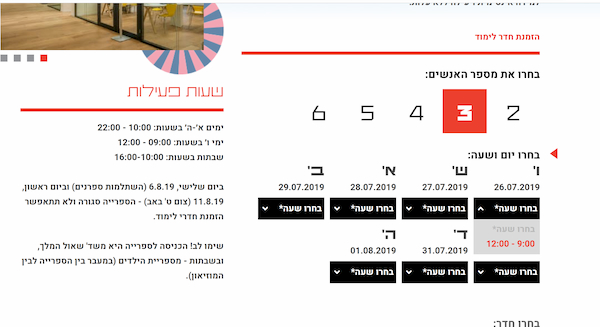 הזמנת חדר לימוד
בחרו את מספר האנשים:
2 3 4 5 6
בחרו יום ושעה:
ו' ש' א' ב'
26.07.2019 27.07.2019 28.07.2019 29.07.2019
בחרו שעה* בחרו שעה* בחרו שעה* בחרו שעה*
בחרו שעה*
9:00 - 12:00
ד' ה'
31.07.2019 01.08.2019
בחרו שעה* בחרו שעה* בחרו שעה*
בחרו חדר:
שעות פעילות
ימים א'-ה' בשעות: 10:00 - 22:00
ימי ו' בשעות: 09:00 - 12:00
שבתות בשעות: 16:00-10:00
ביום שלישי, 6.8.19 (השתלמות ספרנים) וביום ראשון,
11.8.19 (צום ט' באב) - הספרייה סגורה ולא תתאפשר
הזמנת חדרי לימוד.
שימו לב! הכניסה לספרייה היא משד' שאול המלך,
ובשבתות - מספריית הילדים (במעבר בין הספרייה לבין
המוזיאון).